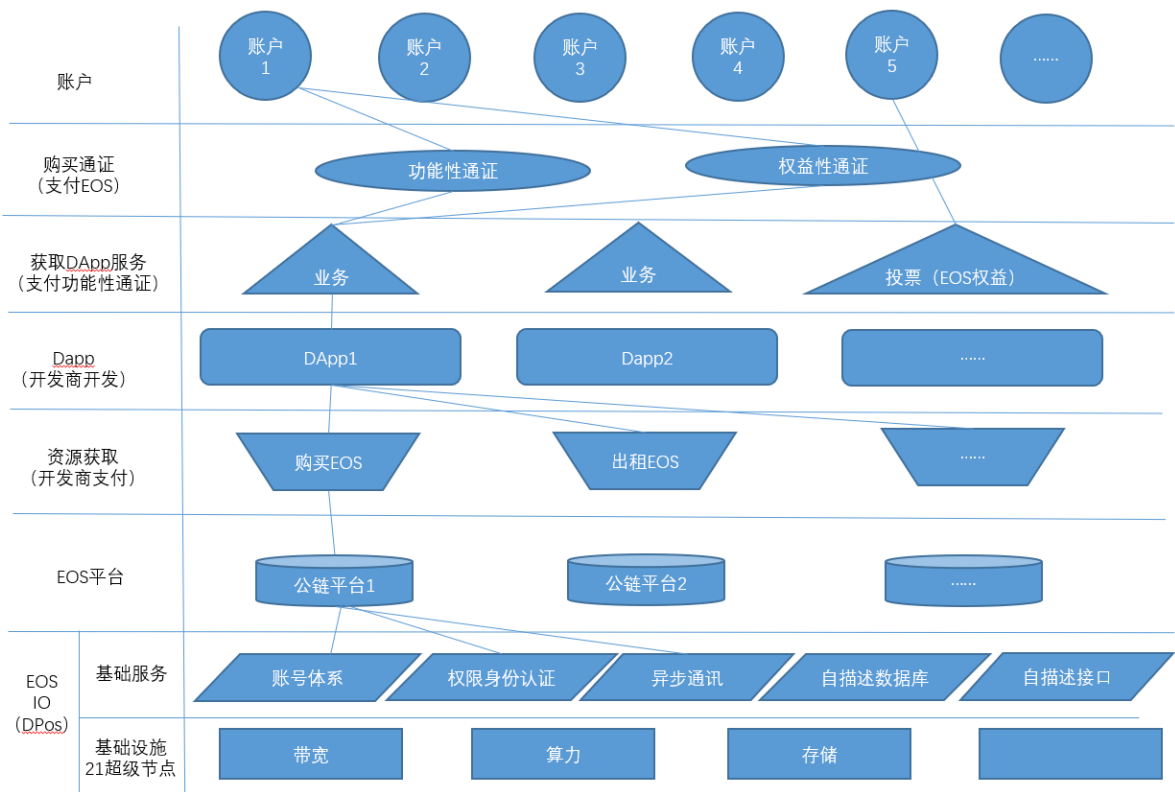 账户
账户
1
账户
2
账户
3
账户
4
账户
5
......
购买通证
(支付EOS)
功能性通证
权益性通证
获取DApp服务
(支付功能性通证)
业务
业务
投票（EOS权益）
Dapp
(开发商开发)
DApp1
Dapp2
......
资源获取
(开发商支付)
购买EOS
出租EOS
......
EOS平台
公链平台1
公链平台2
......
EOS
IO
(DPos)
基础服务
账号体系
权限身份认证
异步通讯
自描述数据库
自描述接口
基础设施
21超级节点
带宽
算力
存储